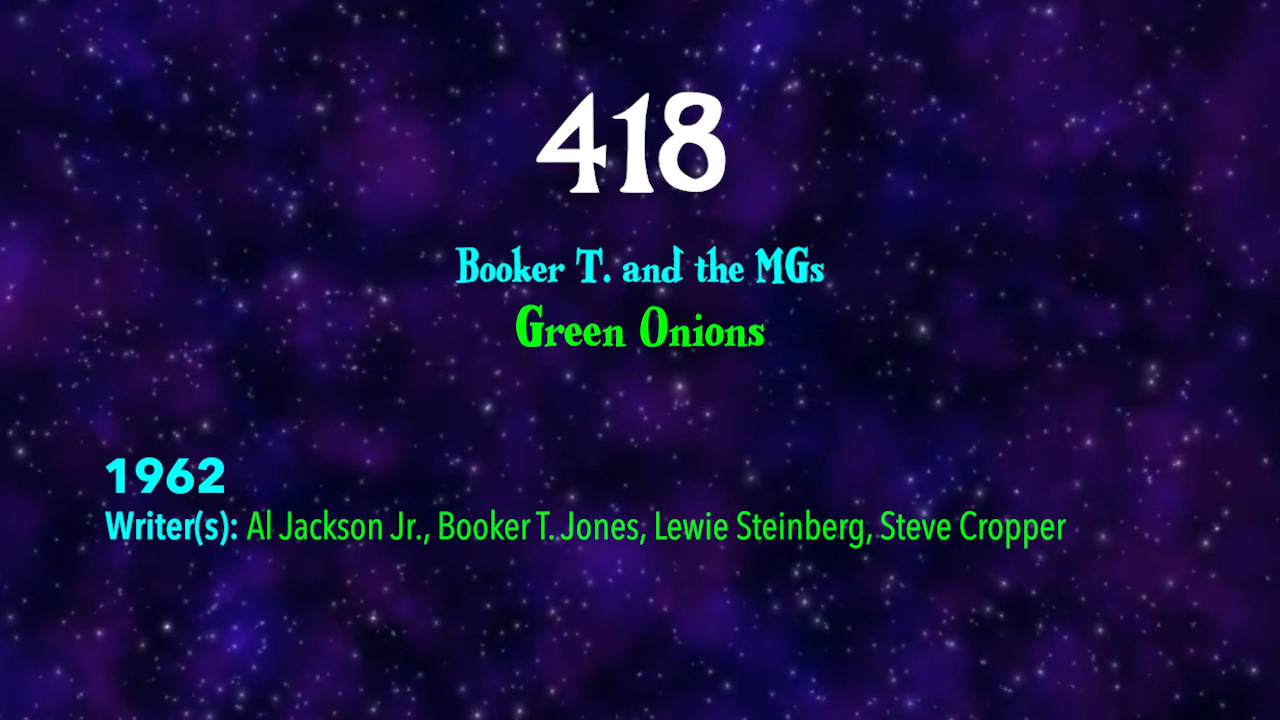 418
Booker T. and the MGs
Green Onions
1962
Writer(s): Al Jackson Jr., Booker T. Jones, Lewie Steinberg, Steve Cropper